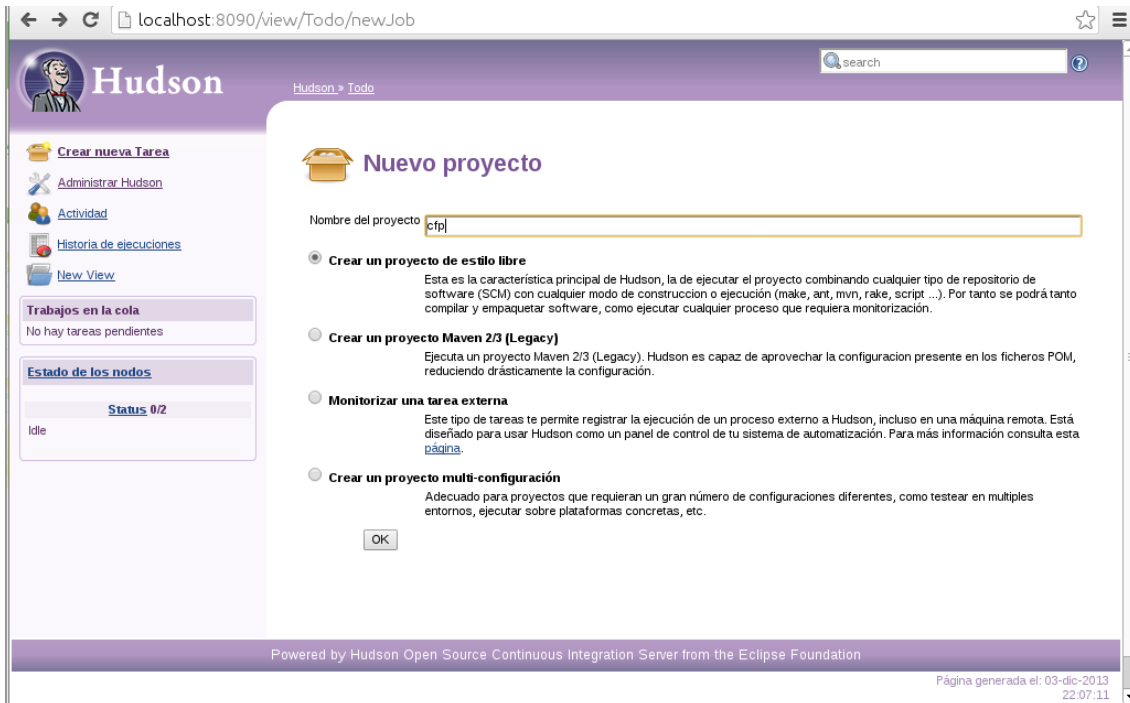 localhost:8090/view/Todo/newJob
Hudson
search
Hudson » Todo
Crear nueva Tarea
Administrar Hudson
Actividad
Historia de ejecuciones
New View
Trabajos en la cola
No hay tareas pendientes
Estado de los nodos
Status 0/2
Idle
Nuevo proyecto
Nombre del proyecto cfp
Crear un proyecto de estilo libre
Esta es la característica principal de Hudson, la de ejecutar el proyecto combinando cualquier tipo de repositorio de
software (SCM) con cualquier modo de construccion o ejecución (make, ant, mvn, rake, script ...). Por tanto se podrá tanto
compilar y empaquetar software, como ejecutar cualquier proceso que requiera monitorización.
Crear un proyecto Maven 2/3 (Legacy)
Ejecuta un proyecto Maven 2/3 (Legacy). Hudson es capaz de aprovechar la configuracion presente en los ficheros POM,
reduciendo drásticamente la configuración.
Monitorizar una tarea externa
Este tipo de tareas te permite registrar la ejecución de un proceso externo a Hudson, incluso en una máquina remota. Está
diseñado para usar Hudson como un panel de control de tu sistema de automatización. Para más información consulta esta
página.
Crear un proyecto multi-configuración
Adecuado para proyectos que requieran un gran número de configuraciones diferentes, como testear en multiples
entornos, ejecutar sobre plataformas concretas, etc.
OK
Powered by Hudson Open Source Continuous Integration Server from the Eclipse Foundation
Página generada el: 03-dic-2013
22:07:11